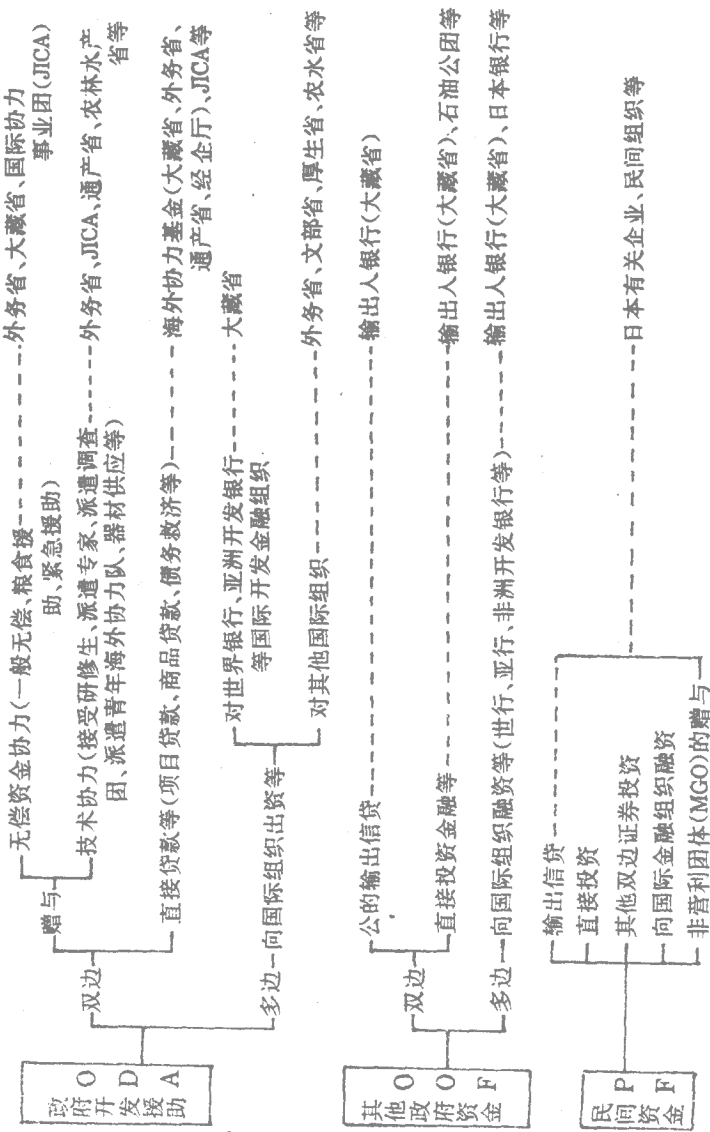 政府开发援助
ODA
双边
赠与
无偿资金协力(一般无偿、粮食援
助、紧急援助)
外务省、大藏省、国际协力
事业团(JICA)
技术协力(接受研修生、派遣专家、派遣调查
团、派遣青年海外协力队、器材供应等)
外务省、JICA、通产省、农林水产
省等
直接贷款等(项目贷款、商品贷款、债务救济等)
海外协力基金(大藏省、外务省、
通产省、经企厅)、JICA等
多边
向国际组织出资等
对世界银行、亚洲开发银行
等国际开发金融组织
大藏省
对其他国际组织
外务省、文部省、厚生省、农水省等
其他政府资金
OOF
双边
公的输出信贷
输出人银行(大藏省)
直接投资金融等
输出人银行(大藏省)、石油公团等
多边
向国际组织融资等(世行、亚行、非洲开发银行等)
输出人银行(大藏省)、日本银行等
民间资金
PF
输出信贷
直接投资
其他双边证券投资
向国际金融组织融资
非营利团体(MGO)的赠与
日本有关企业、民间组织等